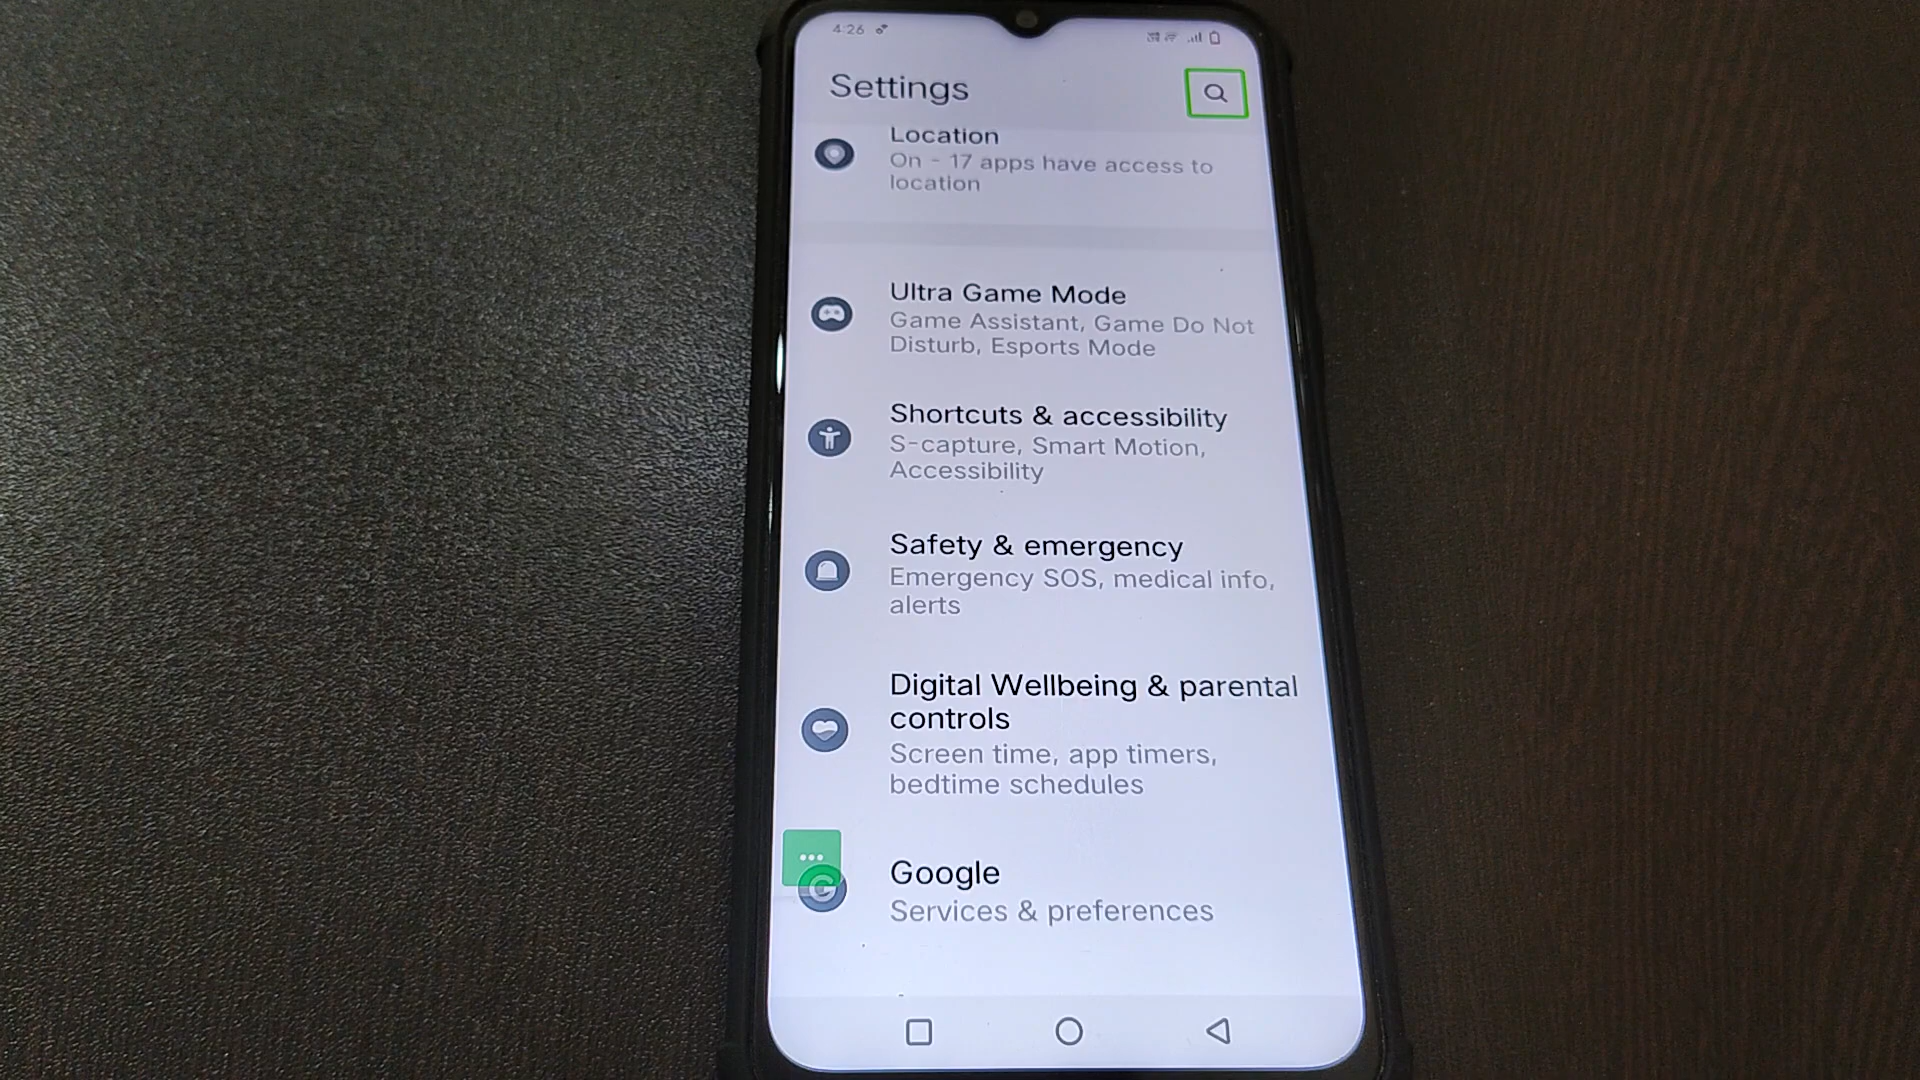 4:26
Settings
Location
On - 17 apps have access to
location
Ultra Game Mode
Game Assistant, Game Do Not
Disturb, Esports Mode
Shortcuts & accessibility
S-capture, Smart Motion,
Accessibility
Safety & emergency
Emergency SOS, medical info,
alerts
Digital Wellbeing & parental
controls
Screen time, app timers,
bedtime schedules
Google
Services & preferences